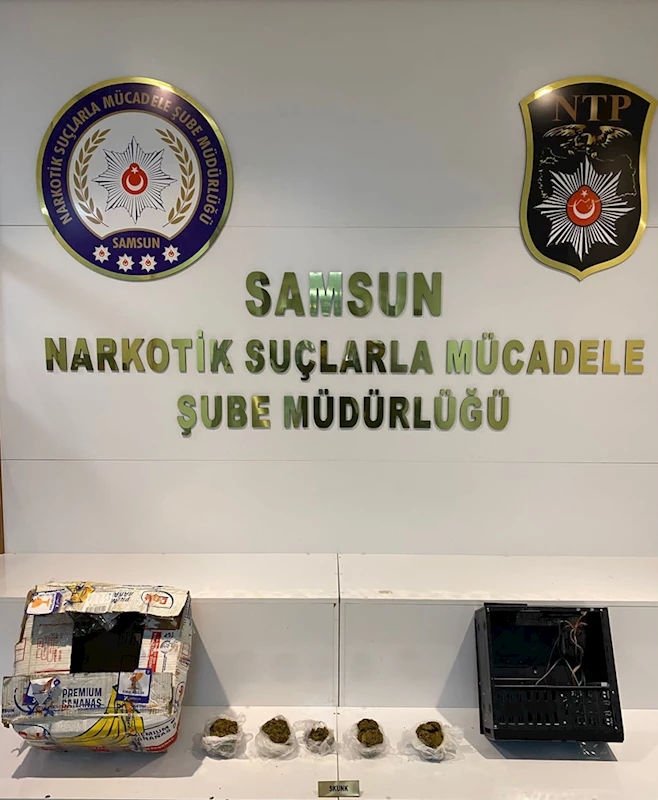 NARKOTİK SUÇLARLA MÜCADELE ŞUBE MÜDÜRLÜĞÜ
SAMSUN
NTP
SAMSUN
NARKOTİK SUÇLARLA MÜCADELE
ŞUBE MÜDÜRLÜĞÜ
PREMIUM
BANANAS
SKUNK